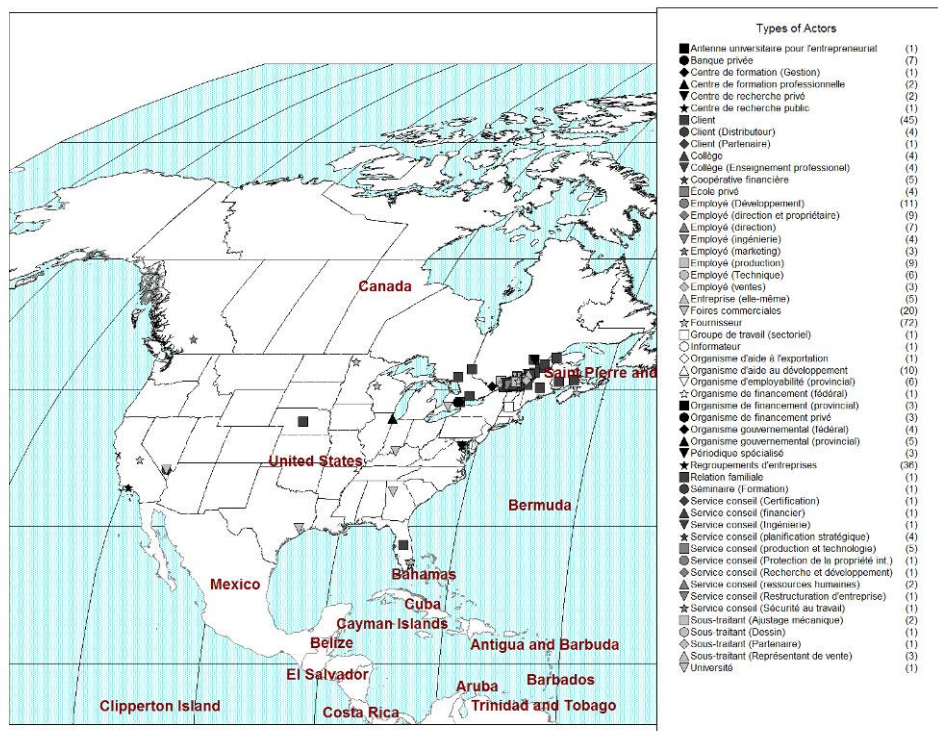 Types of Actors
Antenne universitaire pour l'entrepreneuriat (1)
Banque privée (7)
Centre de formation (Gestion) (1)
Centre de formation professionnelle (2)
Centre de recherche privé (2)
Centre de recherche public (1)
Client (45)
Client (Distributeur) (4)
Client (Partenaire) (1)
Collège (4)
Collège (Enseignement professionel) (4)
Coopérative financière (5)
École privé (4)
Employé (Développement) (11)
Employé (direction et propriétaire) (9)
Employé (direction) (7)
Employé (ingénierie) (4)
Employé (marketing) (3)
Employé (production) (9)
Employé (Technique) (6)
Employé (ventes) (3)
Entreprise (elle-même) (5)
Foires commerciales (20)
Fournisseur (72)
Groupe de travail (sectoriel) (1)
Informateur (1)
Organisme d'aide à l'exportation (1)
Organisme d'aide au développement (10)
Organisme d'employabilité (provincial) (6)
Organisme de financement (fédéral) (1)
Organisme de financement (provincial) (3)
Organisme de financement privé (3)
Organisme gouvernemental (fédéral) (4)
Organisme gouvernemental (provincial) (5)
Périodique spécialisé (3)
Regroupements d'entreprises (36)
Relation familiale (1)
Séminaire (Formation) (1)
Service conseil (Certification) (1)
Service conseil (financier) (1)
Service conseil (Ingénierie) (1)
Service conseil (planification stratégique) (4)
Service conseil (production et technologie) (5)
Service conseil (Protection de la propriété int.) (1)
Service conseil (Recherche et développement) (1)
Service conseil (ressources humaines) (2)
Service conseil (Restructuration d'entreprise) (1)
Service conseil (Sécurité au travail) (1)
Sous-traitant (Ajustage mécanique) (2)
Sous-traitant (Dessin) (1)
Sous-traitant (Partenaire) (1)
Sous-traitant (Représentant de vente) (3)
Université (1)
Canada
Saint Pierre and
United States
Bermuda
Mexico
Bahamas
Cuba
Cayman Islands
Belize
Antigua and Barbuda
El Salvador
Aruba
Barbados
Clipperton Island
Costa Rica
Trinidad and Tobago